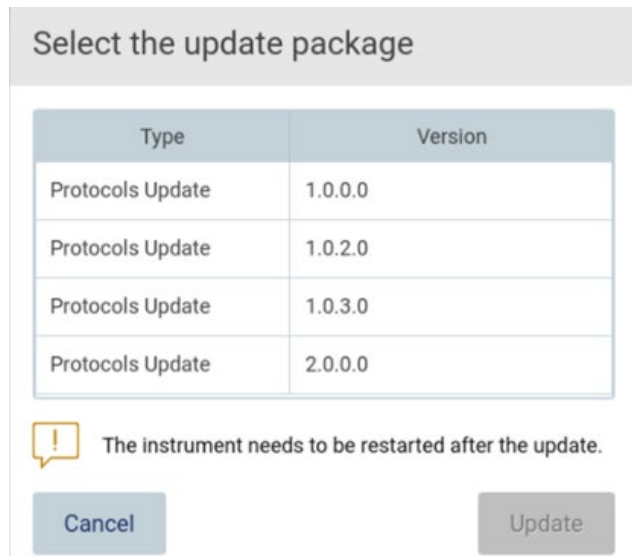 Select the update package
Type Version
Protocols Update 1.0.0.0
Protocols Update 1.0.2.0
Protocols Update 1.0.3.0
Protocols Update 2.0.0.0
! The instrument needs to be restarted after the update.
Cancel Update